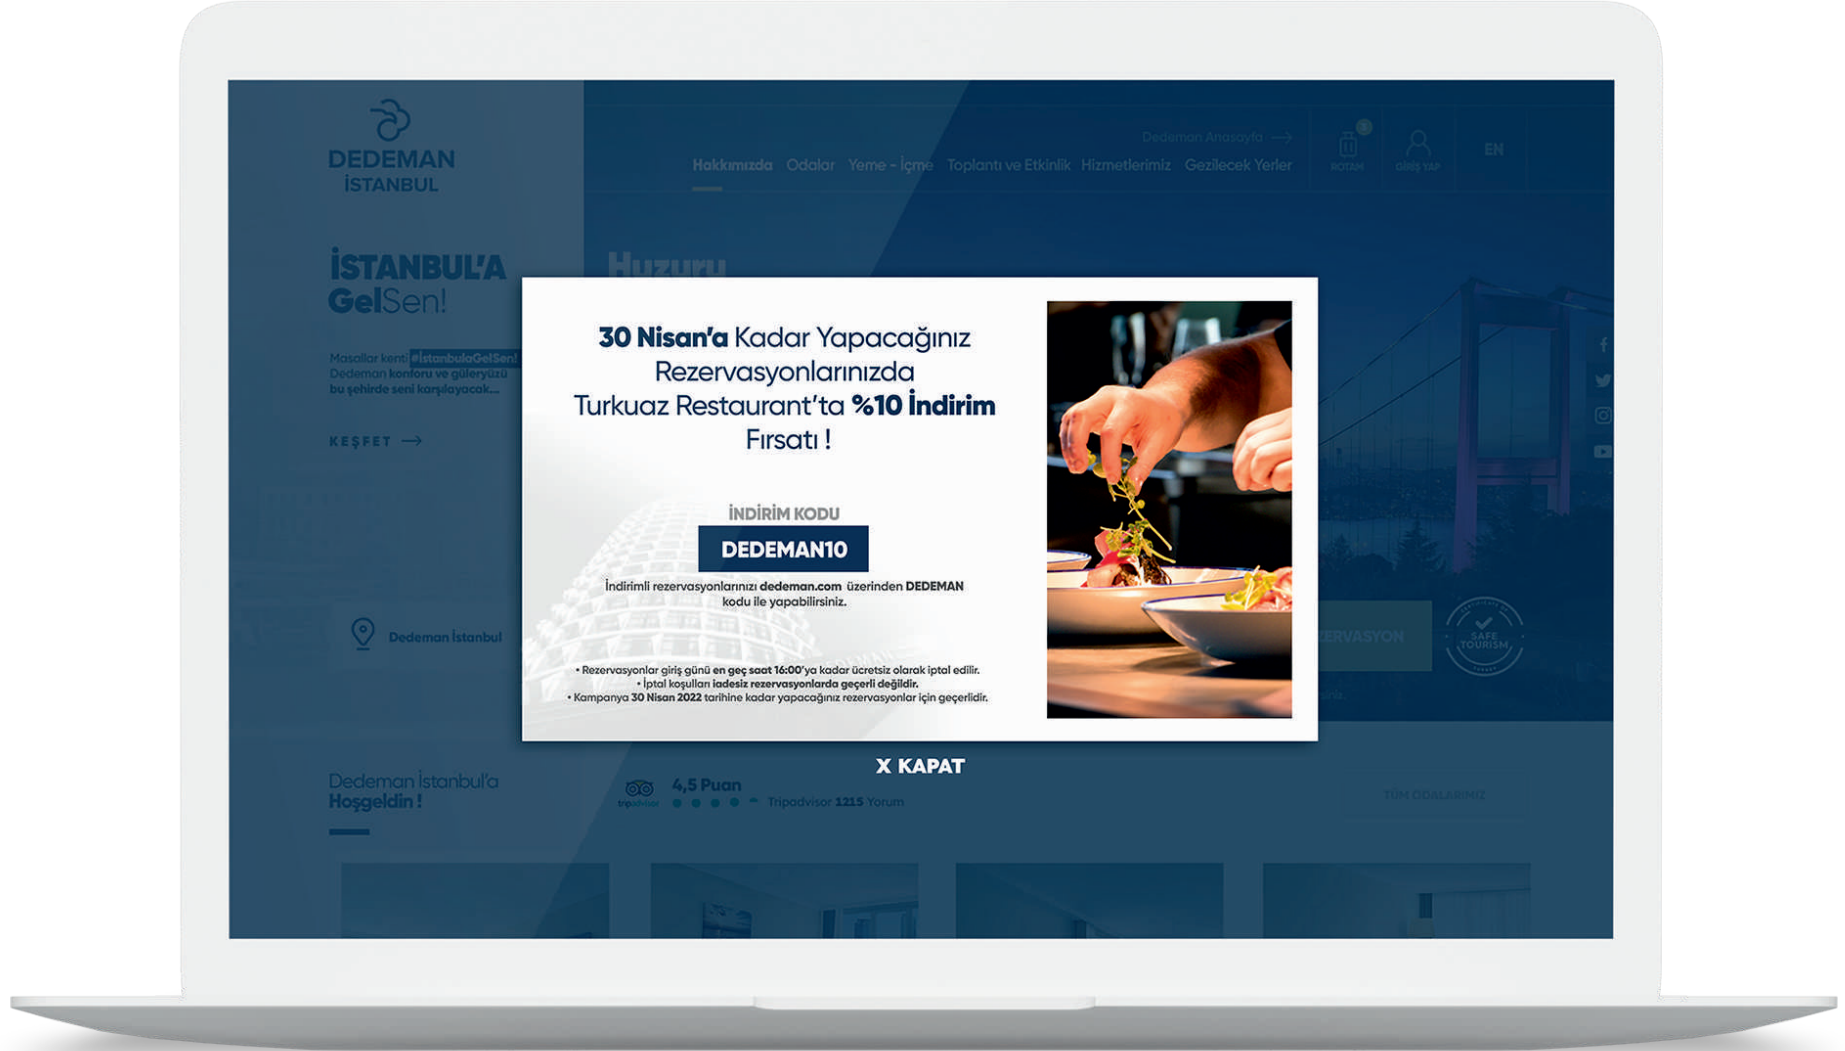 DEDEMAN
İSTANBUL
Dedeman Anasayfa
Hakkımızda Odalar Yeme - İçme Toplantı ve Etkinlik Hizmetlerimiz Gezilecek Yerler
ROTAM
GİRİŞ YAP
EN
İSTANBUL'A
GelSen!
Huzuru
Masallar kenti #İstanbulaGelSen!
Dedeman konforu ve güleryüzü
bu şehirde seni karşılayacak...
KEŞFET
Dedeman İstanbul
30 Nisan'a Kadar Yapacağınız
Rezervasyonlarınızda
Turkuaz Restaurant'ta %10 İndirim
Fırsatı !
İNDİRİM KODU
DEDEMAN10
İndirimli rezervasyonlarınızı dedeman.com üzerinden DEDEMAN
kodu ile yapabilirsiniz.
• Rezervasyonlar giriş günü en geç saat 16:00'ya kadar ücretsiz olarak iptal edilir.
• İptal koşulları iadesiz rezervasyonlarda geçerli değildir.
• Kampanya 30 Nisan 2022 tarihine kadar yapacağınız rezervasyonlar için geçerlidir.
ZERVASYON
SAFE
TOURISM
X KAPAT
Dedeman İstanbul'a
Hoşgeldin !
tripadvisor
4,5 Puan
Tripadvisor 1215 Yorum
TÜM ODALARIMIZ